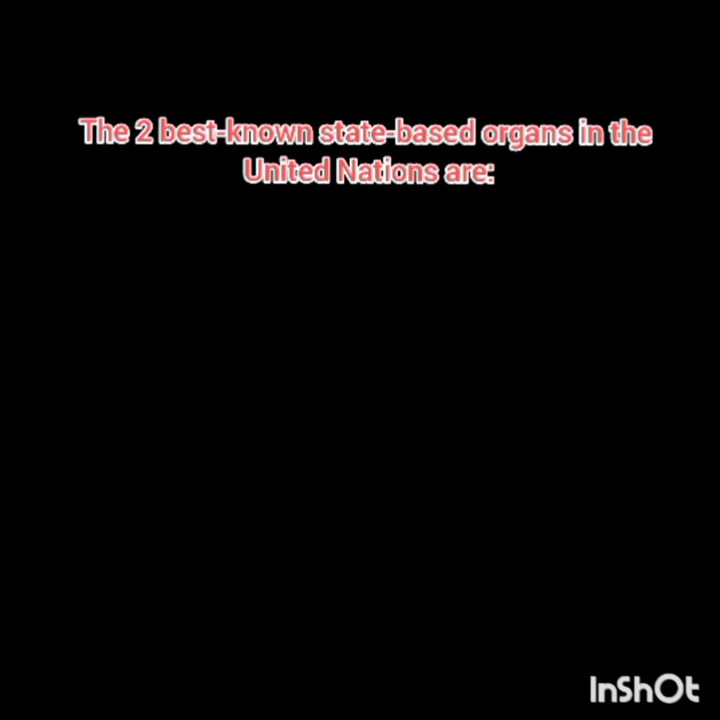 The 2 best-known state-based organs in the
United Nations are:
InShOt